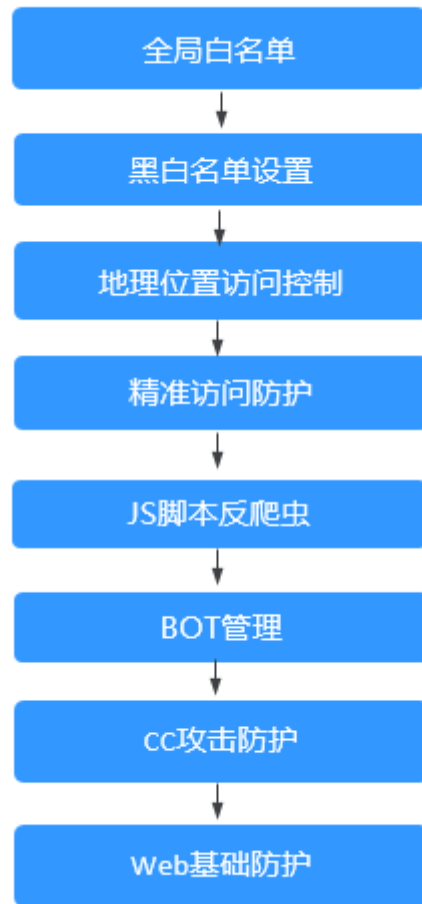 全局白名单
黑白名单设置
地理位置访问控制
精准访问防护
JS脚本反爬虫
BOT管理
CC攻击防护
Web基础防护